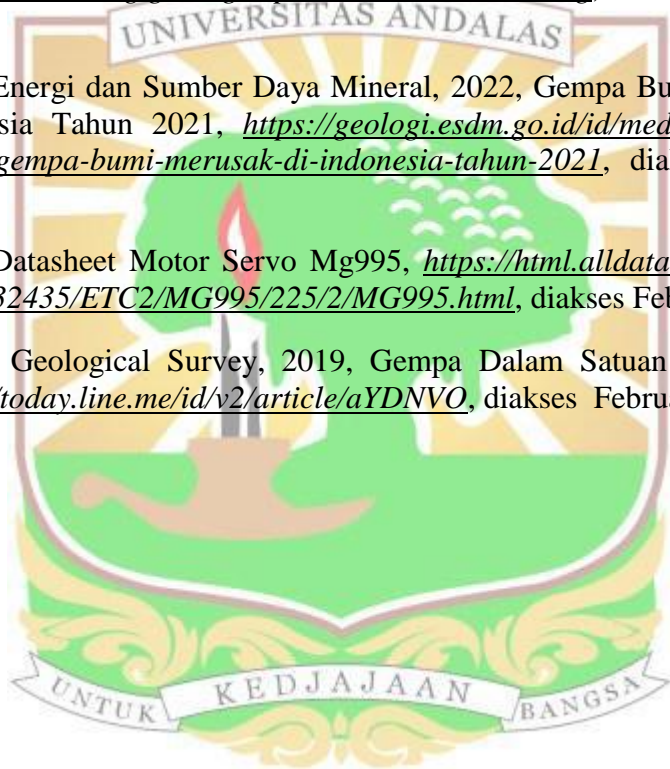 UNIVERSITAS ANDALAS
Energi dan Sumber Daya Mineral, 2022, Gempa Bu
sia Tahun 2021, https://geologi.esdm.go.id/id/med
gempa-bumi-merusak-di-indonesia-tahun-2021, dia
Datasheet Motor Servo Mg995, https://html.alldata
32435/ETC2/MG995/225/2/MG995.html, diakses Feb
Geological Survey, 2019, Gempa Dalam Satuan
/today.line.me/id/v2/article/aYDNVO, diakses Februa
UNTUK KEDJAJAAN BANGSA